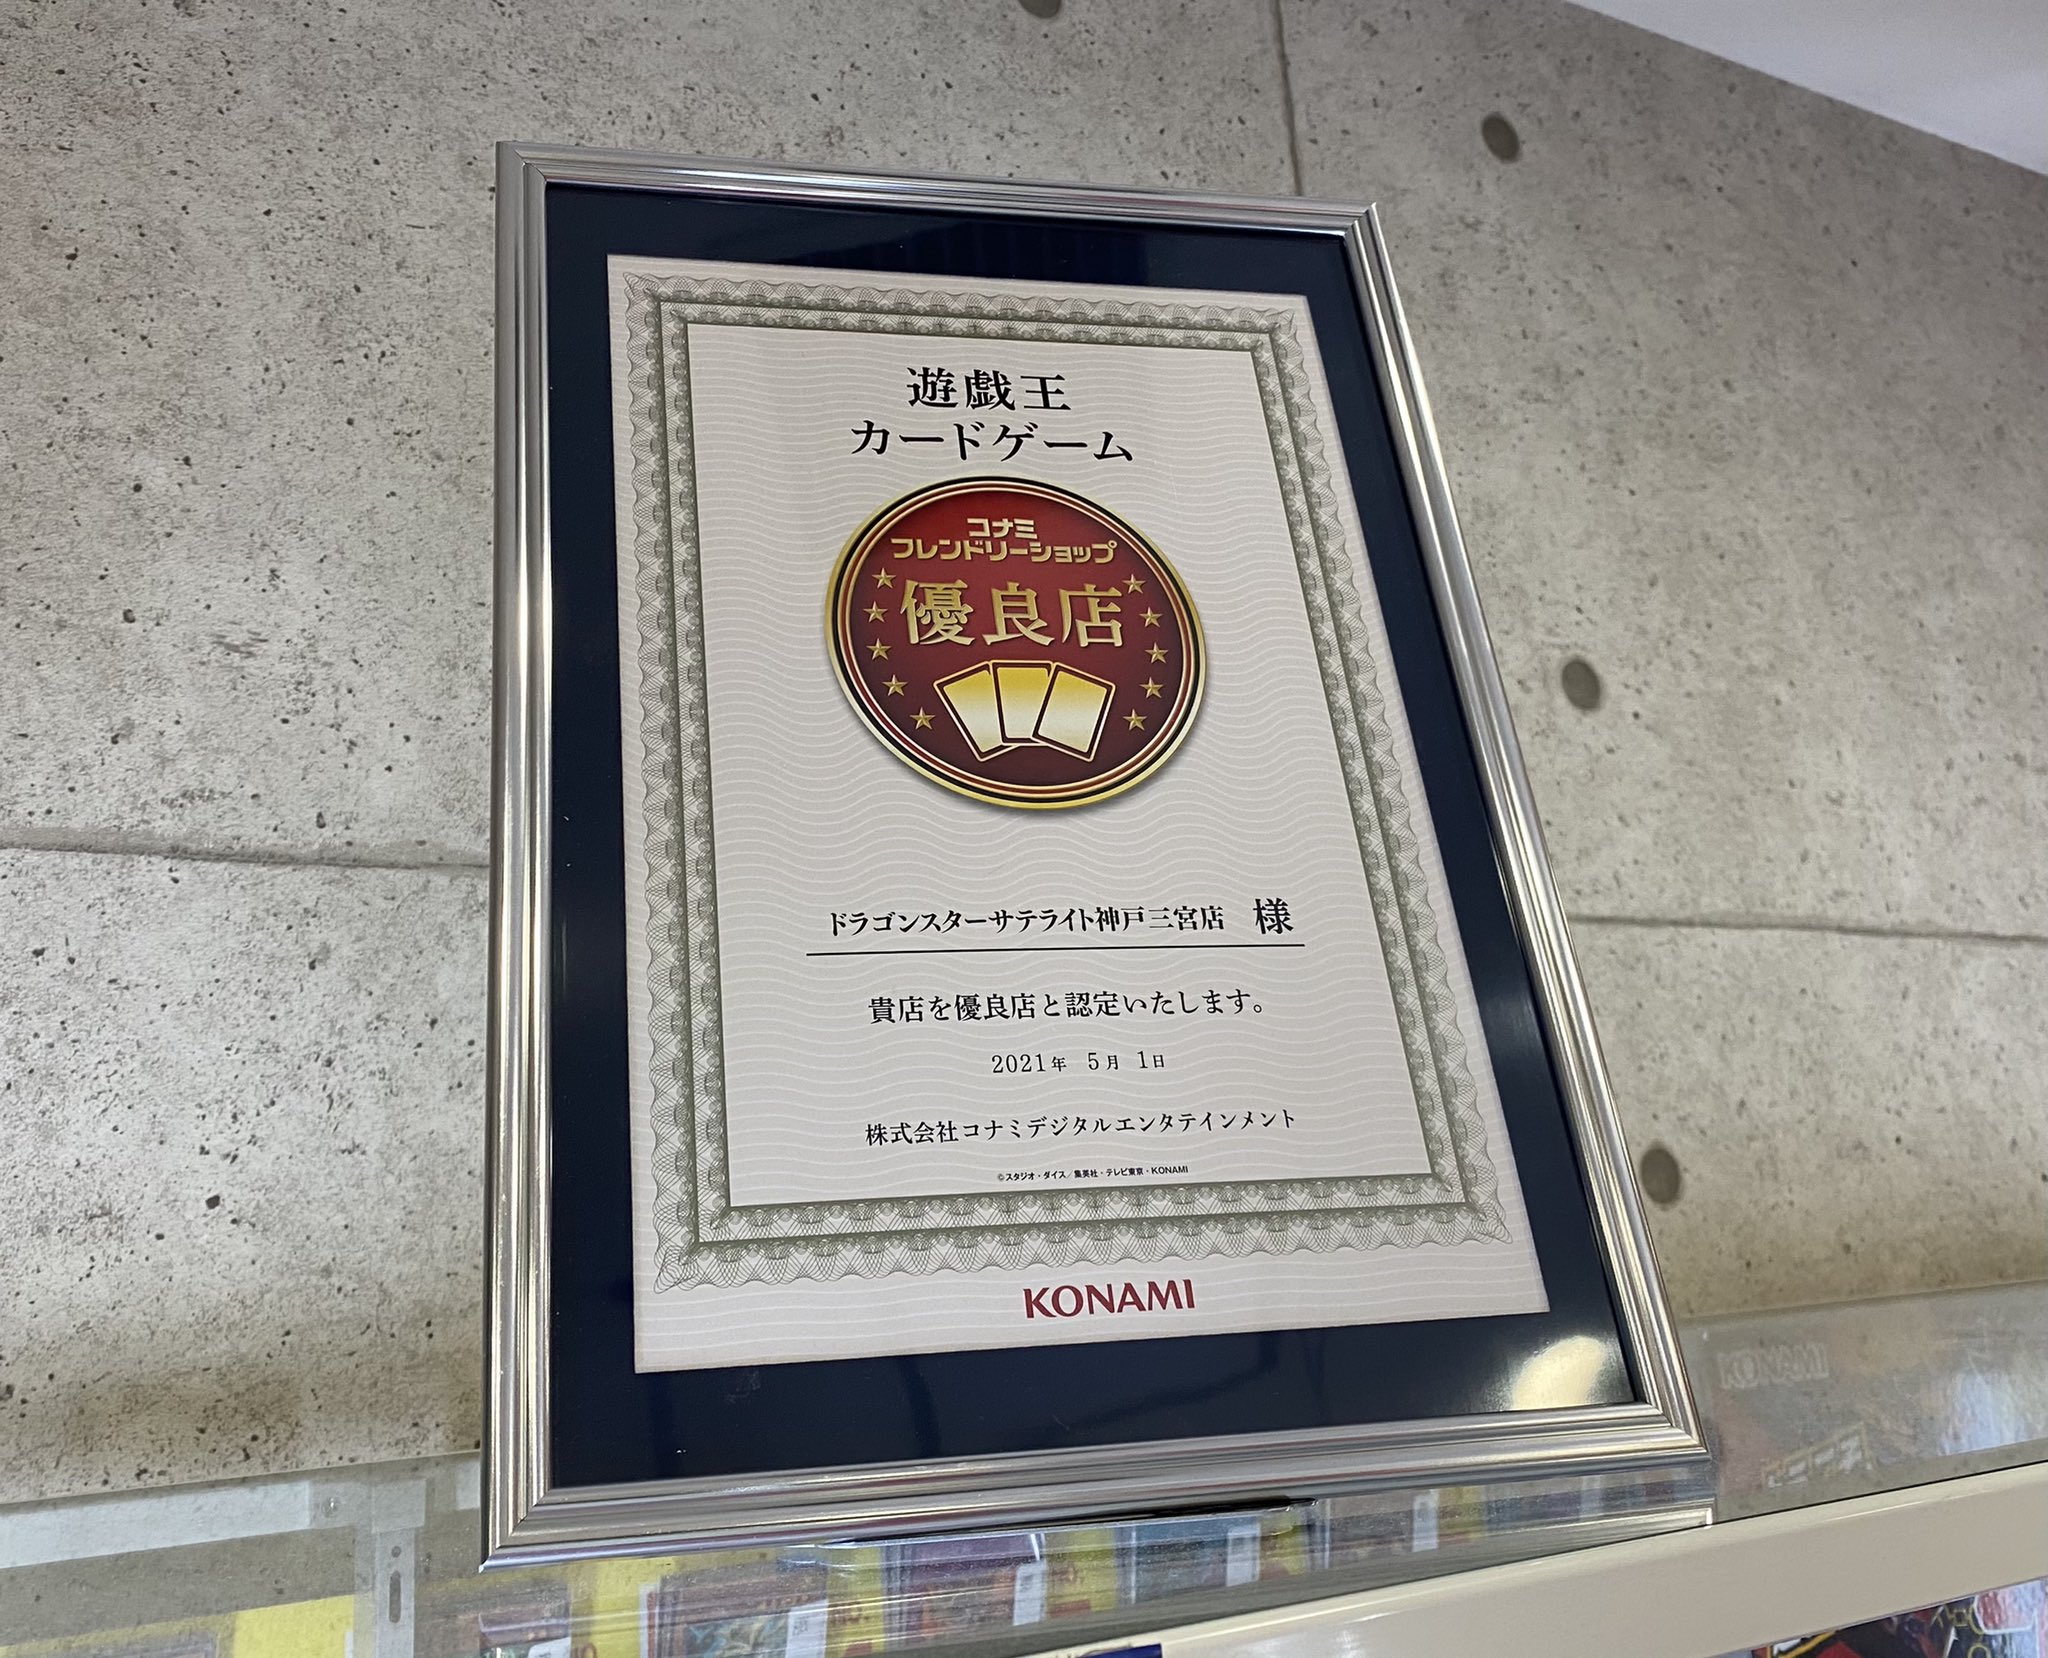 遊戯王
カードゲーム
コナミ
フレンドリーショップ
優良店
ドラゴンスターサテライト神戸三宮店 様
貴店を優良店と認定いたします。
2021年 5月 1日
株式会社コナミデジタルエンタテインメント
©スタジオ・ダイス/集英社・テレビ東京・KONAMI
KONAMI
KONAMI